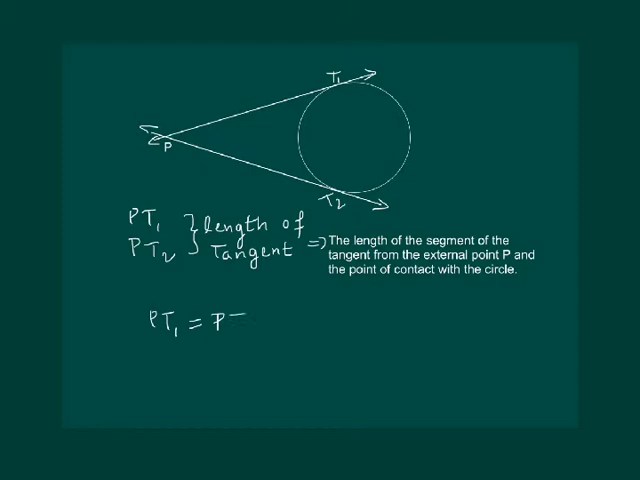 T1
P
T2
PT1
PT2
} length of
Tangent
⇒ The length of the segment of the
tangent from the external point P and
the point of contact with the circle.
PT1 = PT